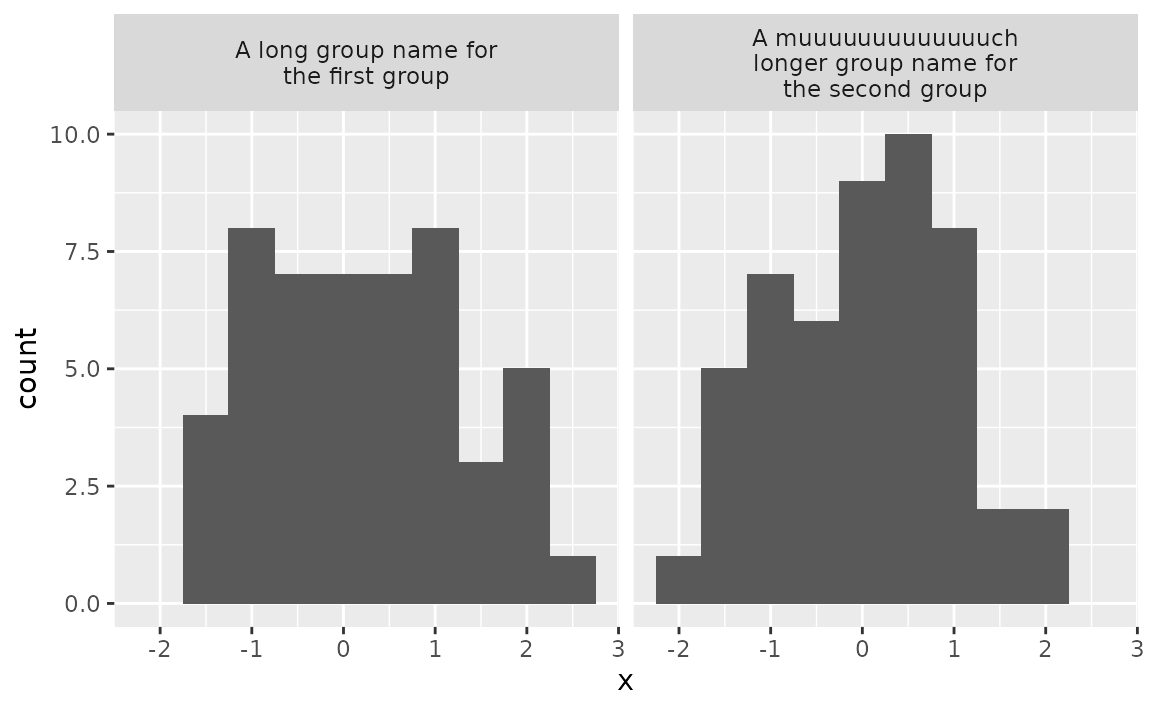 A long group name for
the first group
A muuuuuuuuuuuuuuch
longer group name for
the second group
10.0
7.5
5.0
2.5
0.0
count
-2 -1 0 1 2 3
-2 -1 0 1 2 3
x